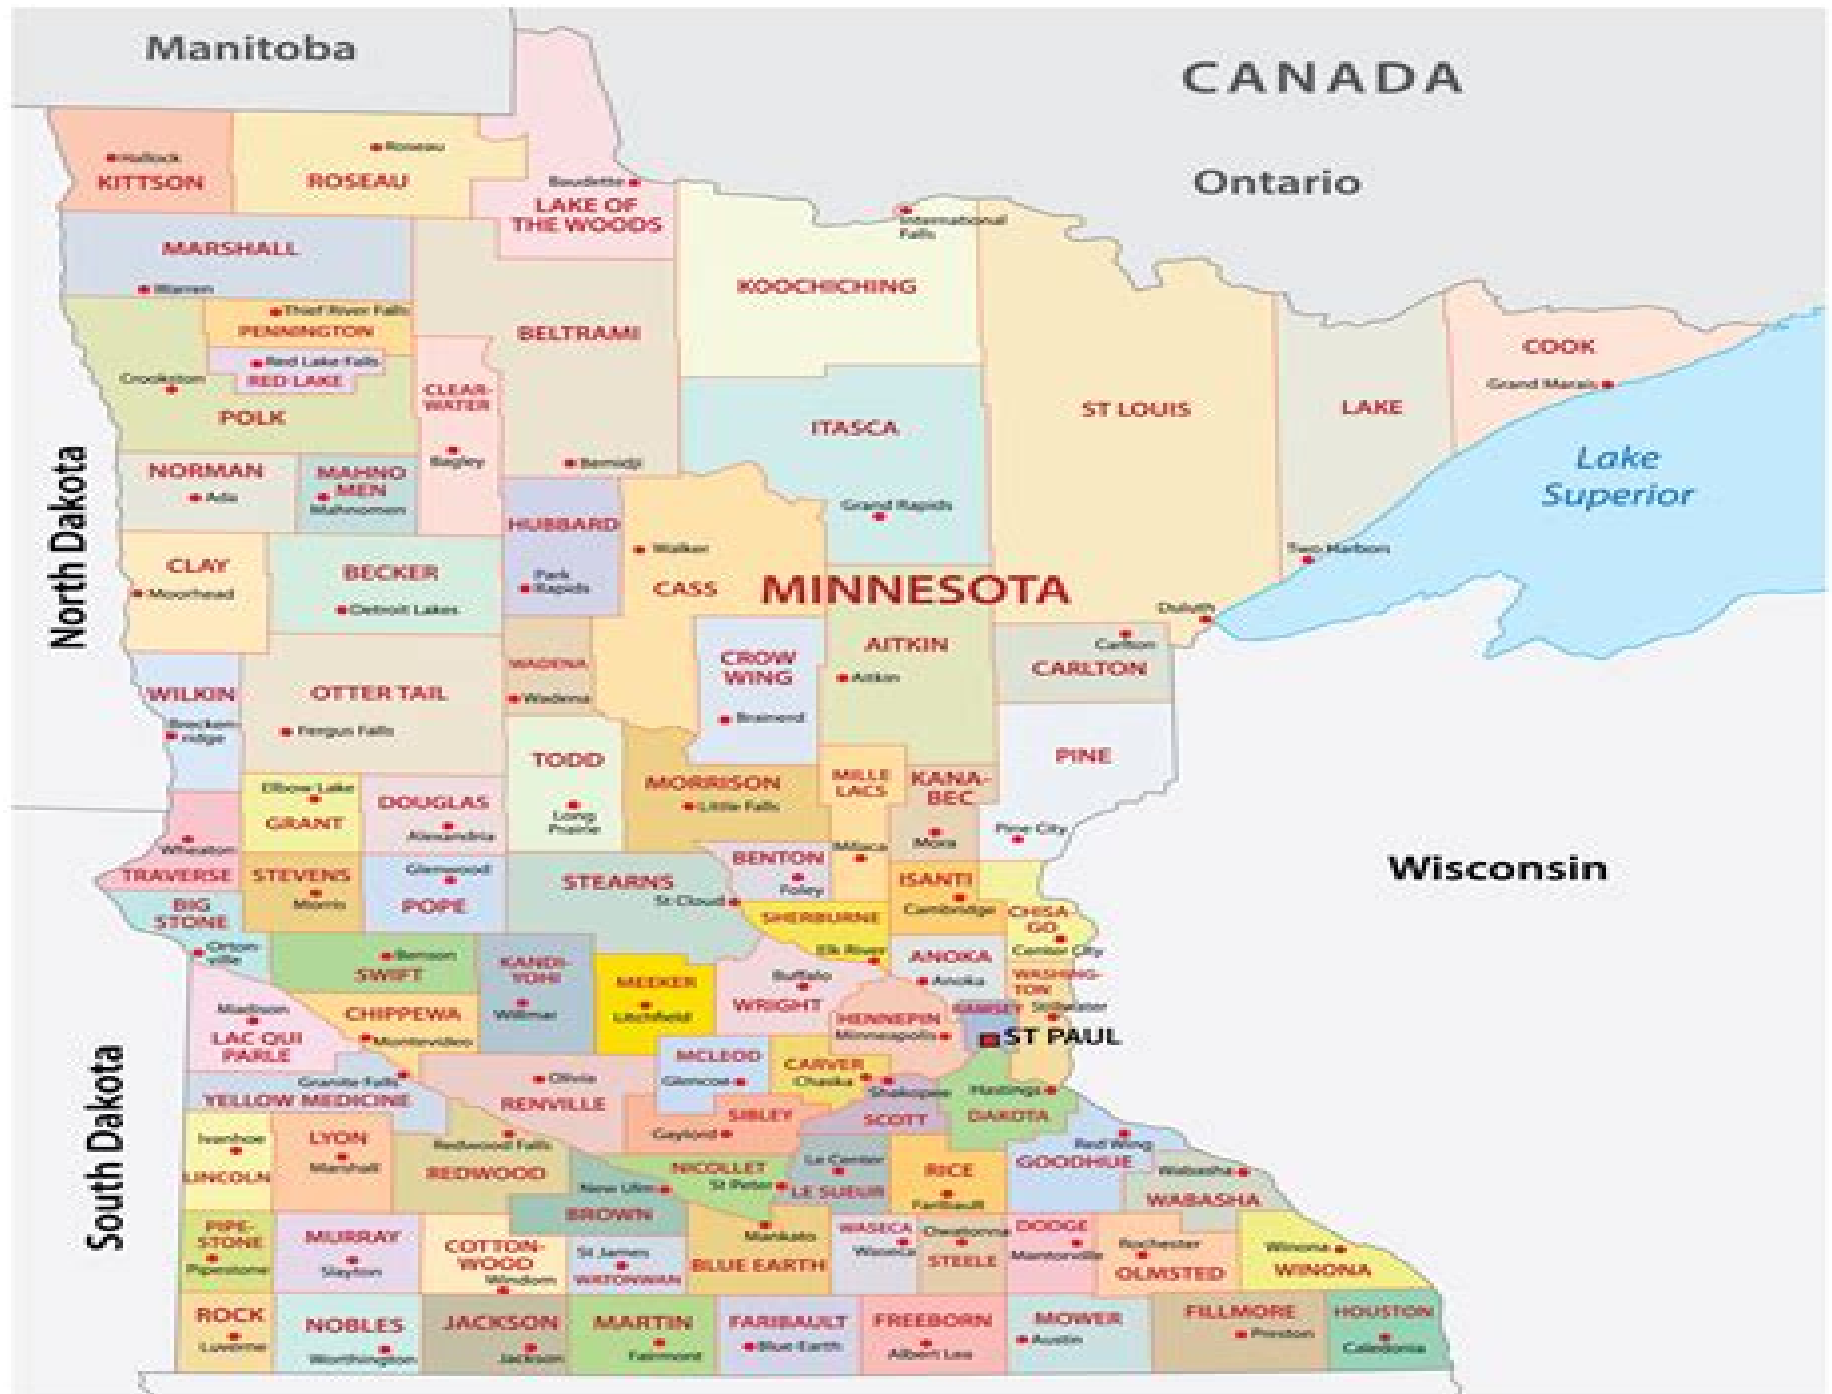 Manitoba
CANADA
Ontario
Hallock
KITTSON
Roseau
ROSEAU
Baudette
LAKE OF
THE WOODS
International
Falls
MARSHALL
Warren
KOOCHICHING
Thief River Falls
PENNINGTON
Red Lake Falls
RED LAKE
Crookston
POLK
BELTRAMI
Bemidji
CLEAR-
WATER
Bagley
ITASCA
Grand Rapids
ST LOUIS
LAKE
COOK
Grand Marais
Lake
Superior
Two Harbors
Duluth
North Dakota
NORMAN
Ada
MAHNO
MEN
Mahnomen
HUBBARD
Park
Rapids
Walker
CASS
MINNESOTA
CLAY
Moorhead
BECKER
Detroit Lakes
WADENA
Wadena
CROW
WING
Brainerd
AITKIN
Aitkin
Carlton
CARLTON
WILKIN
Brecken-
ridge
OTTER TAIL
Fergus Falls
TODD
Long
Prairie
MORRISON
Little Falls
MILLE
LACS
Milaca
KANA-
BEC
Mora
PINE
Pine City
Elbow Lake
GRANT
DOUGLAS
Alexandria
Wheaton
TRAVERSE
STEVENS
Morris
Glenwood
POPE
STEARNS
St Cloud
BENTON
Foley
ISANTI
Cambridge
Wisconsin
BIG
STONE
Orton-
ville
Benson
SWIFT
KANDI-
YOHI
Willmar
MEEKER
Litchfield
SHERBURNE
Elk River
Buffalo
WRIGHT
ANOKA
Anoka
CHISA-
GO
Center City
WASHING-
TON
Stillwater
RAMSEY
ST PAUL
HENNEPIN
Minneapolis
Madison
LAC QUI
PARLE
CHIPPEWA
Montevideo
Granite Falls
YELLOW MEDICINE
Olivia
RENVILLE
MCLEOD
Glencoe
CARVER
Chaska
Shakopee
SCOTT
Hastings
DAKOTA
SIBLEY
Gaylord
South Dakota
Ivanhoe
LINCOLN
LYON
Marshall
Redwood Falls
REDWOOD
New Ulm
BROWN
NICOLLET
St Peter
Le Center
LE SUEUR
RICE
Faribault
Red Wing
GOODHUE
Wabasha
WABASHA
PIPE-
STONE
Pipestone
MURRAY
Slayton
COTTON-
WOOD
Windom
St James
WATONWAN
Mankato
BLUE EARTH
WASECA
Waseca
Owatonna
STEELE
DODGE
Mantorville
Rochester
OLMSTED
Winona
WINONA
ROCK
Luverne
NOBLES
Worthington
JACKSON
Jackson
MARTIN
Fairmont
FARIBAULT
Blue Earth
FREEBORN
Albert Lea
MOWER
Austin
FILLMORE
Preston
HOUSTON
Caledonia